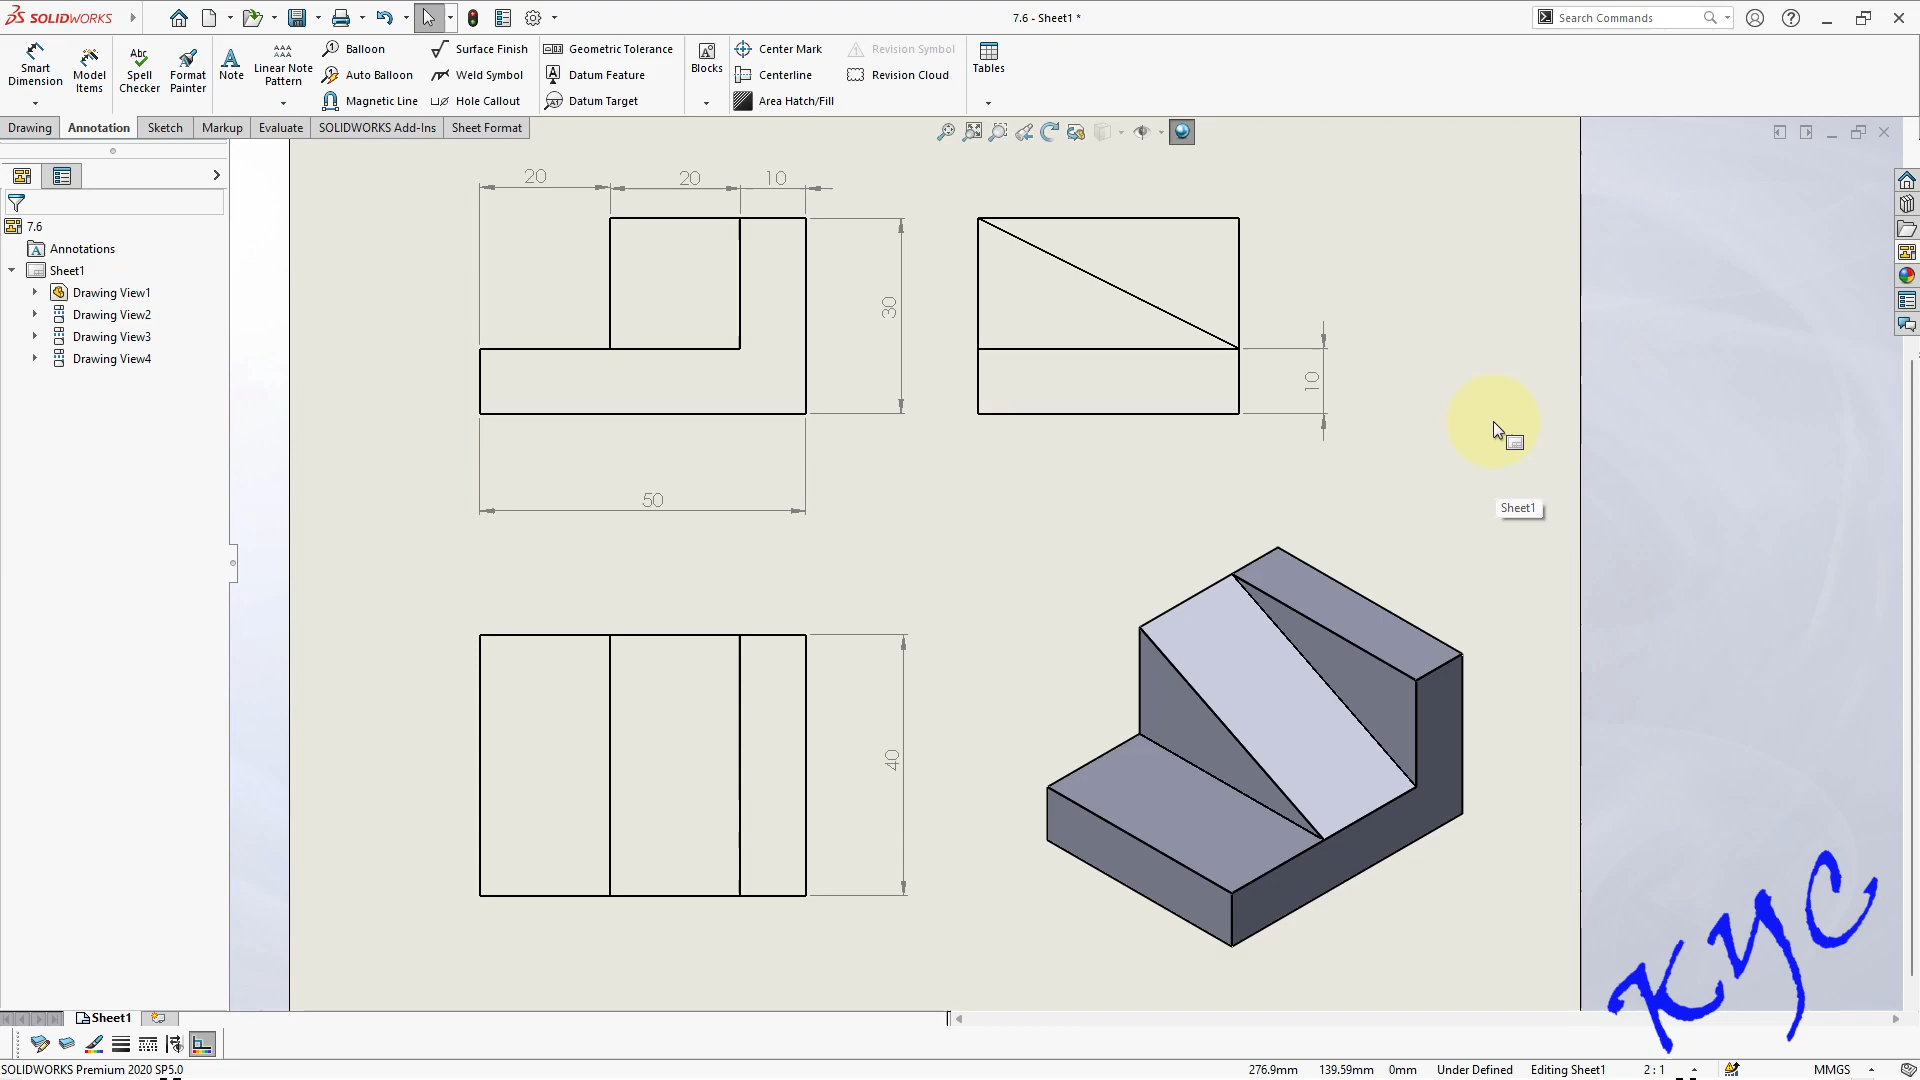 SOLIDWORKS
7.6 - Sheet1 *
Search Commands
Smart Dimension
Model Items
Spell Checker
Format Painter
Note
Linear Note Pattern
Balloon
Auto Balloon
Magnetic Line
Surface Finish
Weld Symbol
Hole Callout
Geometric Tolerance
Datum Feature
Datum Target
Blocks
Center Mark
Centerline
Area Hatch/Fill
Revision Symbol
Revision Cloud
Tables
Drawing
Annotation
Sketch
Markup
Evaluate
SOLIDWORKS Add-Ins
Sheet Format
7.6
Annotations
Sheet1
Drawing View1
Drawing View2
Drawing View3
Drawing View4
20
20
10
30
10
50
Sheet1
40
KYC
Sheet1
SOLIDWORKS Premium 2020 SP5.0
276.9mm
139.59mm
0mm
Under Defined
Editing Sheet1
2 : 1
MMGS